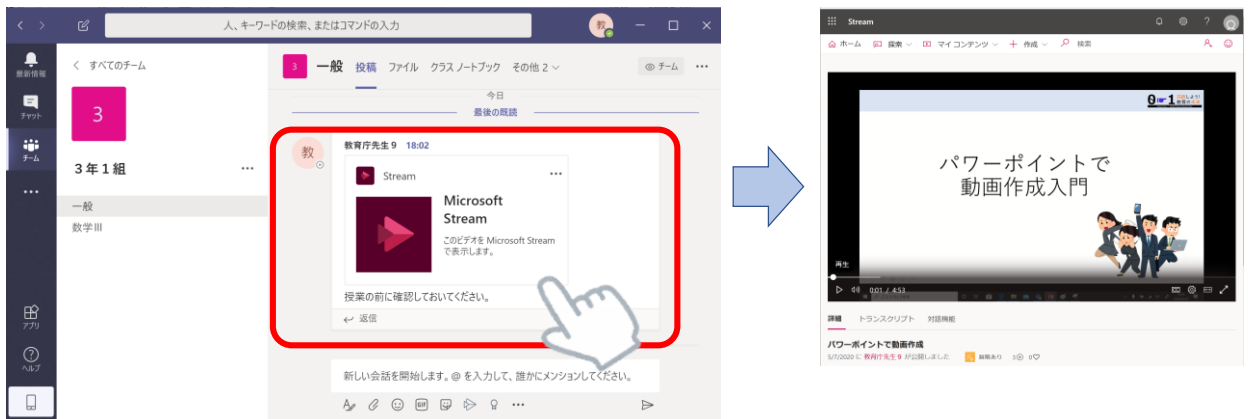 人、キーワードの検索、またはコマンドの入力
教
最新情報
チャット
チーム
アプリ
ヘルプ
すべてのチーム
3
3年1組
一般
数学III
3 一般 投稿 ファイル クラス ノートブック その他 2
チーム
今日
最後の既読
教
教育庁先生9 18:02
Stream
Microsoft
Stream
このビデオを Microsoft Stream
で表示します。
授業の前に確認しておいてください。
返信
新しい会話を開始します。@ を入力して、誰かにメンションしてください。
GIF
Stream
?
ホーム 探索 マイ コンテンツ 作成 検索
0 1
パワーポイントで
動画作成入門
再生
0:01 / 4:53
詳細 トランスクリプト 対話機能
パワーポイントで動画作成
5/7/2020 に 教育庁先生9 が公開しました